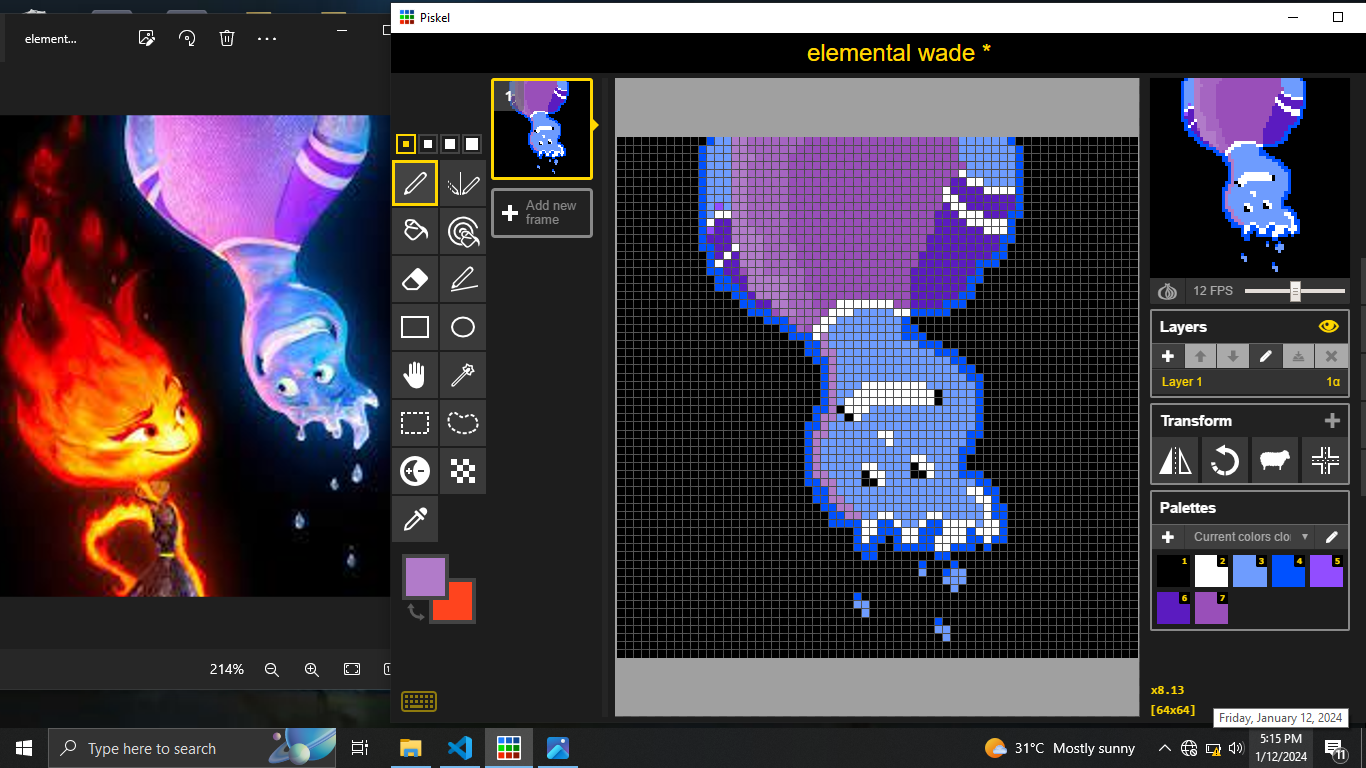 element...
Piskel
elemental wade *
1
Add new
frame
12 FPS
Layers
Layer 1
1α
Transform
Palettes
Current colors clo
1
2
3
4
5
6
7
214%
x8.13
[64x64]
Friday, January 12, 2024
Type here to search
31°C Mostly sunny
5:15 PM
1/12/2024
11